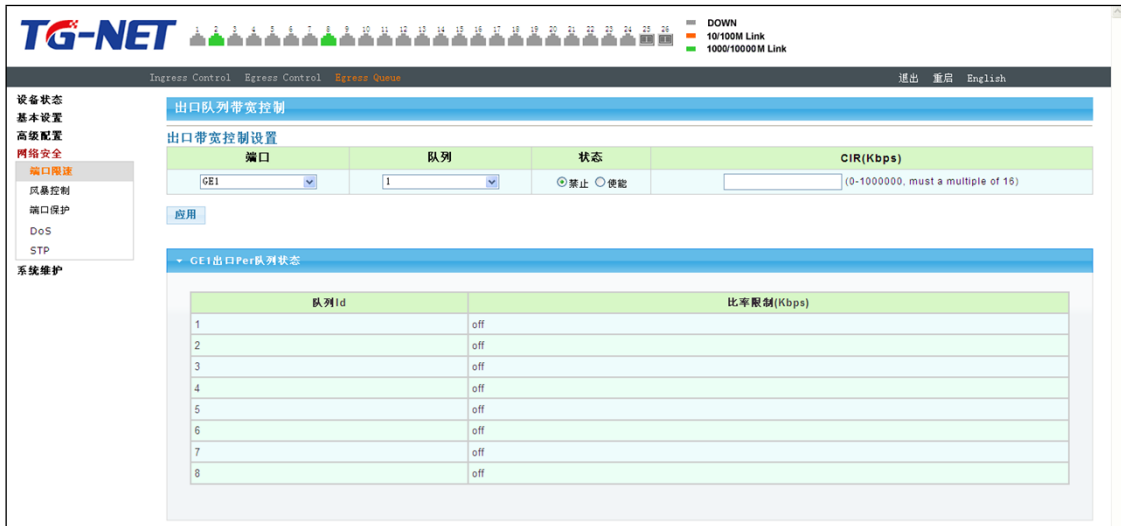 TG-NET
1 2 3 4 5 6 7 8 9 10 11 12 13 14 15 16 17 18 19 20 21 22 23 24 25 26
DOWN
10/100M Link
1000/10000M Link
Ingress Control Egress Control Egress Queue 退出 重启 English
设备状态
基本设置
高级配置
网络安全
端口限速
风暴控制
端口保护
DoS
STP
系统维护
出口队列带宽控制
出口带宽控制设置
端口 队列 状态 CIR(Kbps)
GE1 1 禁止 使能 (0-1000000, must a multiple of 16)
应用
GE1出口Per队列状态
队列Id 比率限制(Kbps)
1 off
2 off
3 off
4 off
5 off
6 off
7 off
8 off